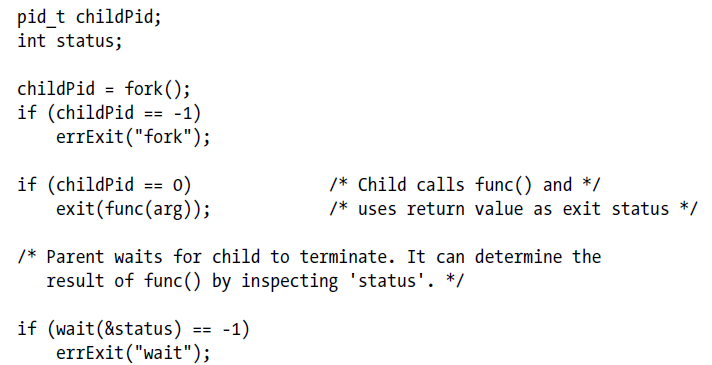 pid_t childPid;
int status;
childPid = fork();
if (childPid == -1)
    errExit("fork");
if (childPid == 0)              /* Child calls func() and */
    exit(func(arg));            /* uses return value as exit status */
/* Parent waits for child to terminate. It can determine the
   result of func() by inspecting 'status'. */
if (wait(&status) == -1)
    errExit("wait");